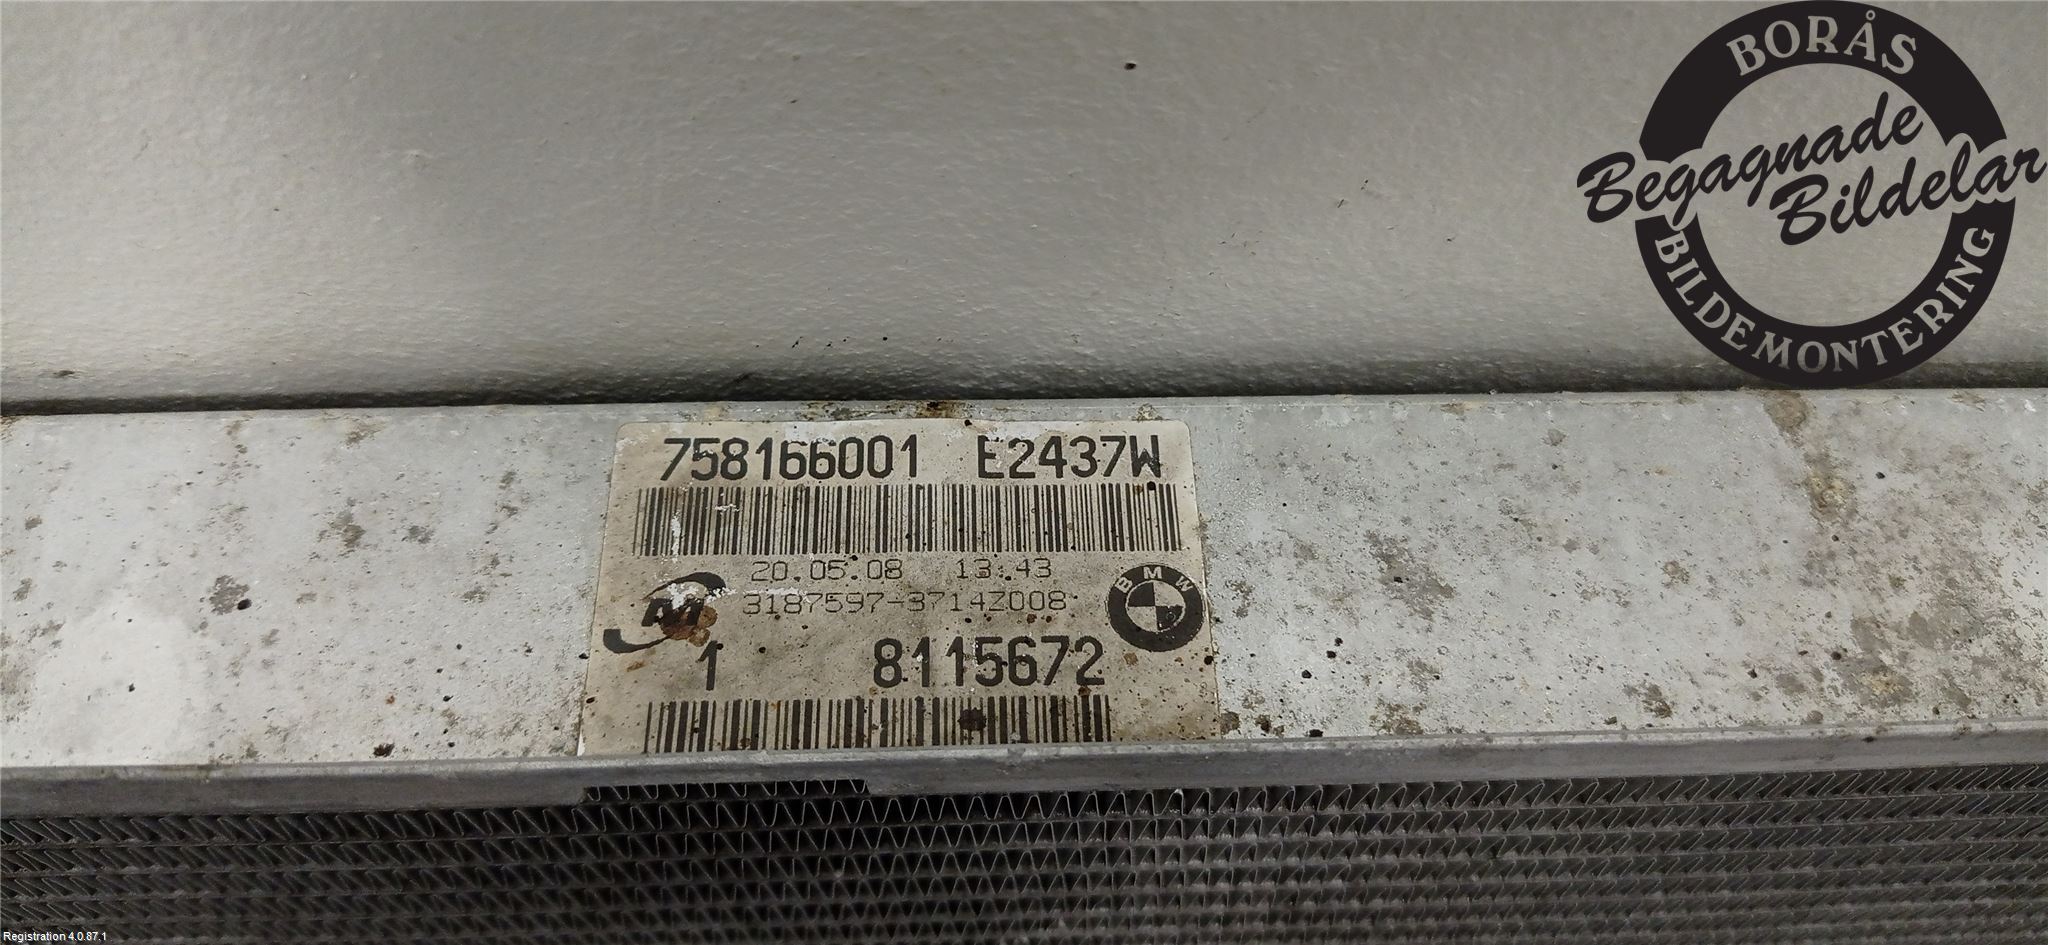 BORÅS
Begagnade
Bildelar
BILDEMONTERING
758166001 E2437W
20.05.08 13:43
3187597-3714Z008
BMW
M
1 8115672
Registration 4.0.87.1